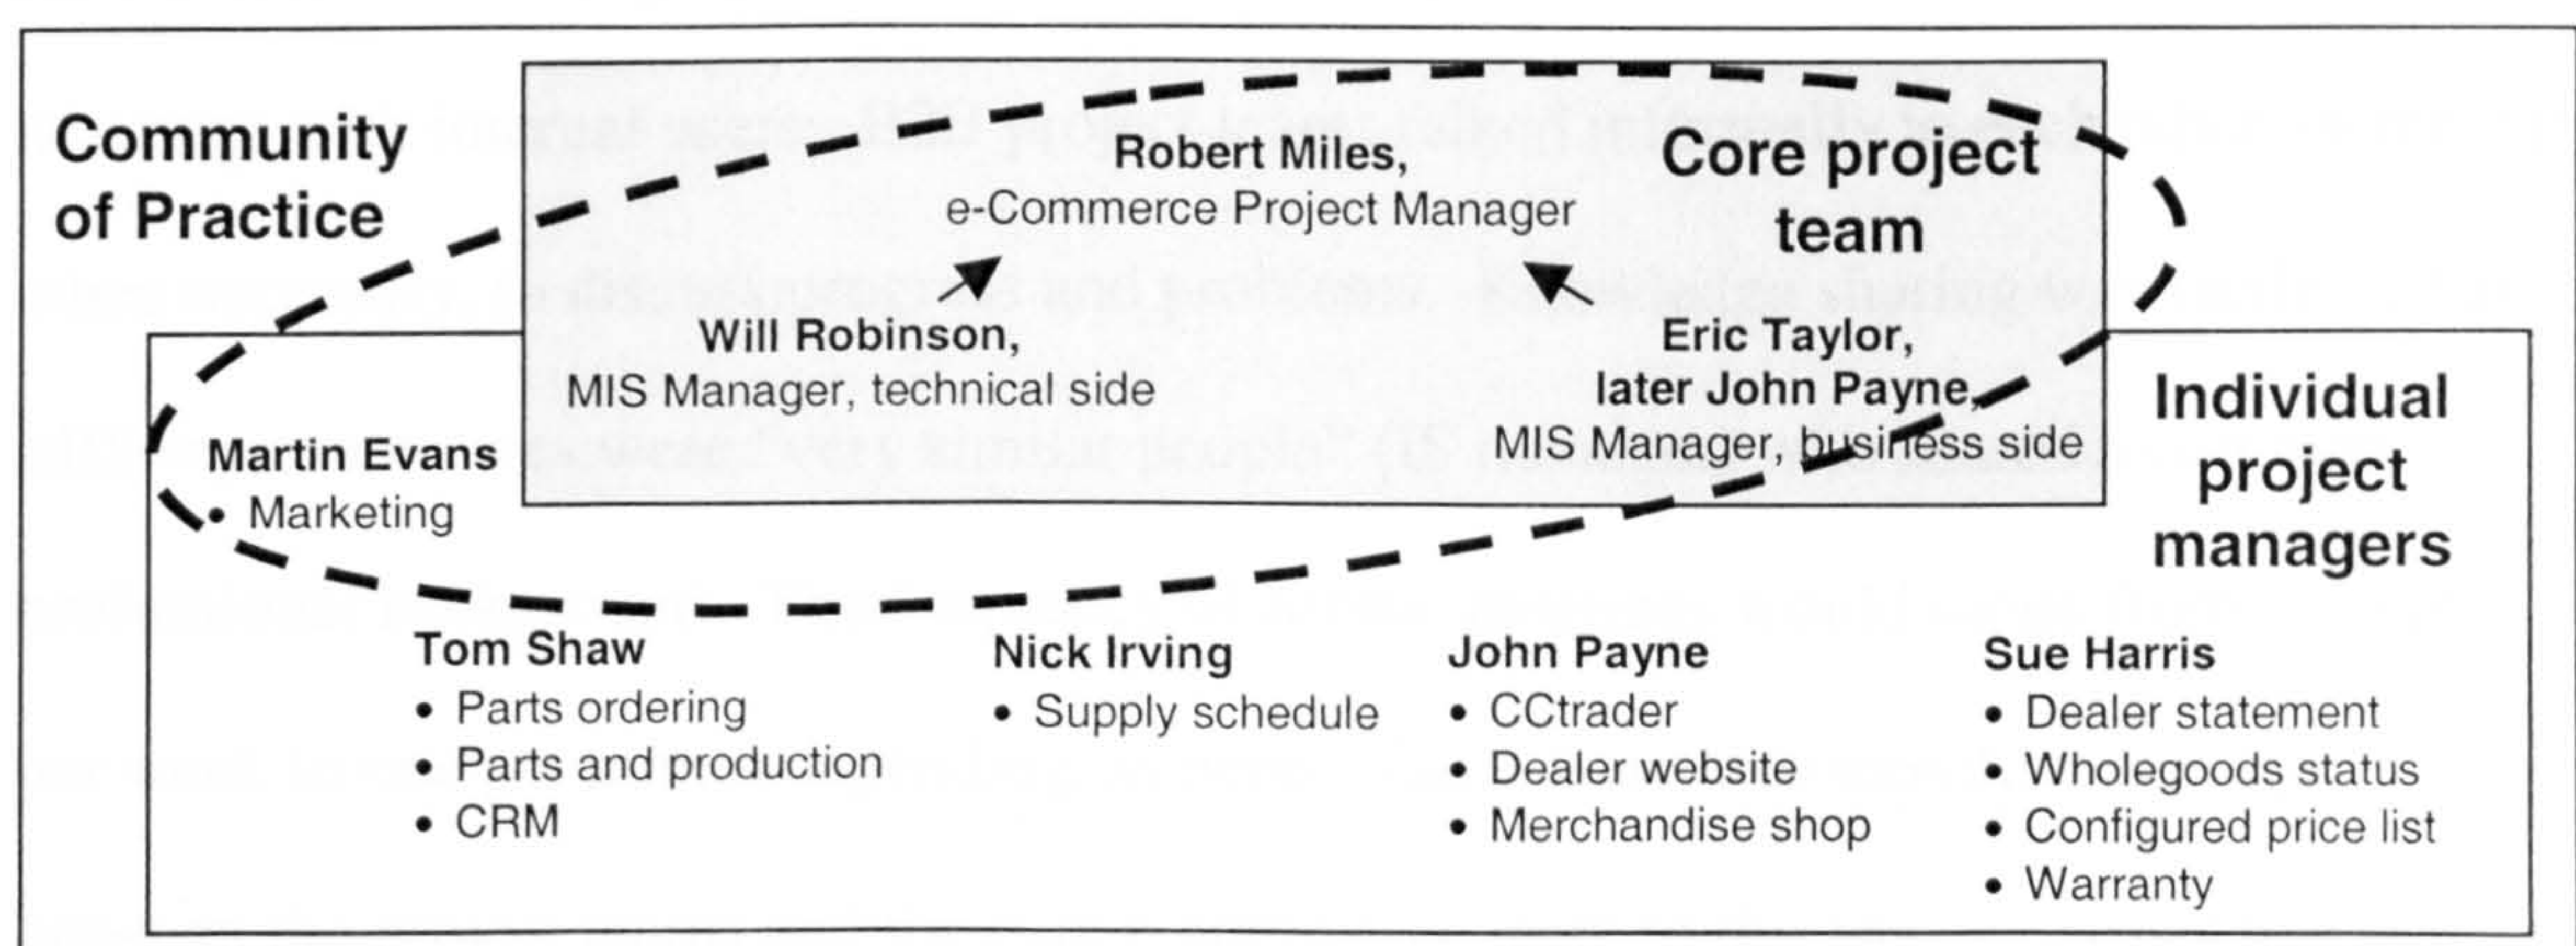 Community
of Practice
Robert Miles,
e-Commerce Project Manager
Core project
team
Will Robinson,
MIS Manager, technical side
Eric Taylor,
later John Payne,
MIS Manager, business side
Individual
project
managers
Martin Evans
• Marketing
Tom Shaw
• Parts ordering
• Parts and production
• CRM
Nick Irving
• Supply schedule
John Payne
• CCtrader
• Dealer website
• Merchandise shop
Sue Harris
• Dealer statement
• Wholegoods status
• Configured price list
• Warranty